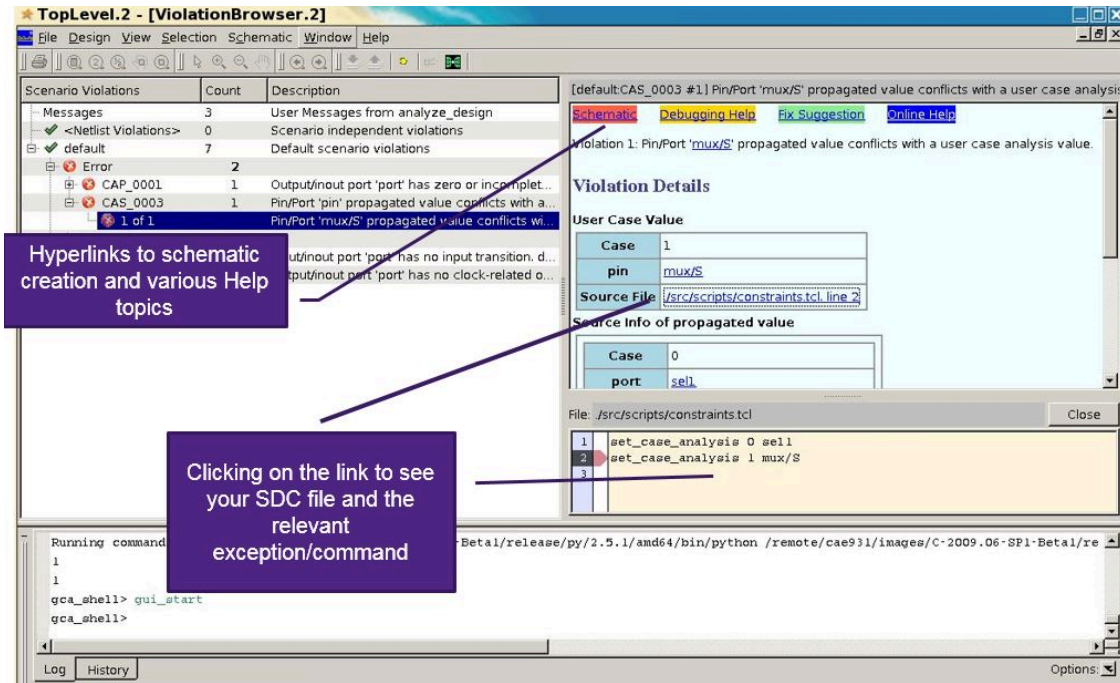 TopLevel.2 - [ViolationBrowser.2]
File Design View Selection Schematic Window Help
Scenario Violations Count Description
Messages 3 User Messages from analyze_design
<Netlist Violations> 0 Scenario independent violations
default 7 Default scenario violations
Error 2
CAP_0001 1 Output/inout port 'port' has zero or incomplet...
CAS_0003 1 Pin/Port 'pin' propagated value conflicts with a...
1 of 1 Pin/Port 'mux/S' propagated value conflicts wi...
port 'port' has no input transition. d...
port 'port' has no clock-related o...
Hyperlinks to schematic
creation and various Help
topics
[default:CAS_0003 #1] Pin/Port 'mux/S' propagated value conflicts with a user case analysis
Schematic Debugging Help Fix Suggestion Online Help
Violation 1: Pin/Port 'mux/S' propagated value conflicts with a user case analysis value.
Violation Details
User Case Value
Case 1
pin mux/S
Source File ./src/scripts/constraints.tcl, line 2
Source Info of propagated value
Case 0
port sel1
File: ./src/scripts/constraints.tcl Close
1 set_case_analysis 0 sel1
2 set_case_analysis 1 mux/S
3
Clicking on the link to see
your SDC file and the
relevant
exception/command
Running command -Beta1/release/py/2.5.1/amd64/bin/python /remote/cae931/images/C-2009.06-SP1-Beta1/re
1
1
gca_shell> gui_start
gca_shell>
Log History Options: